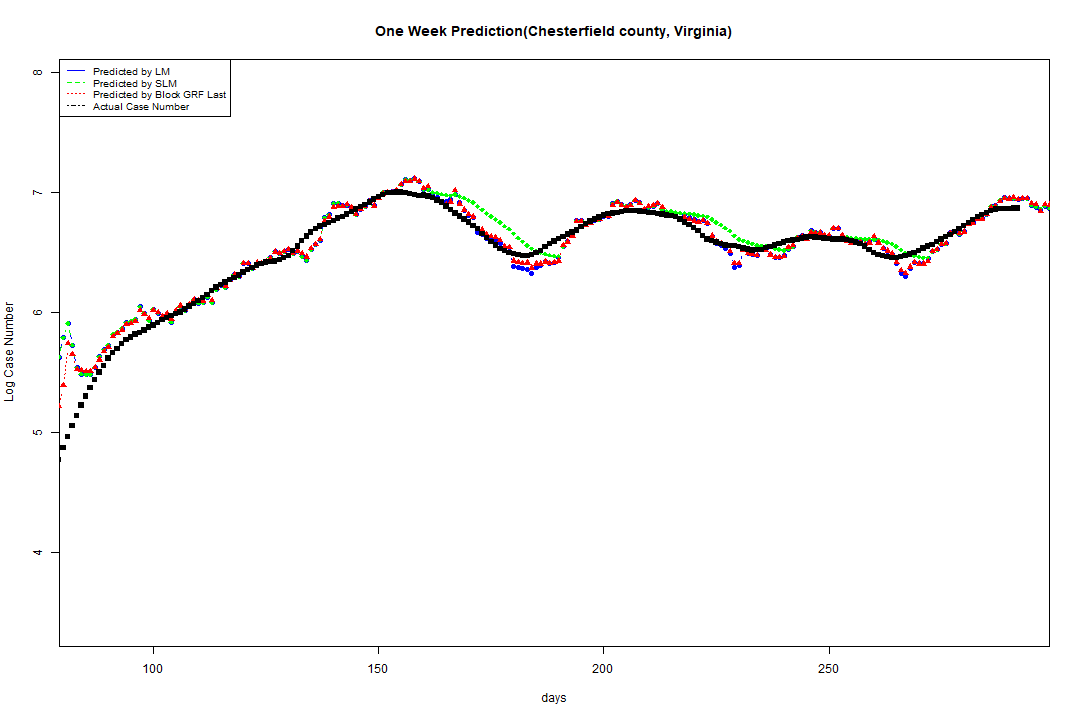 One Week Prediction(Chesterfield county, Virginia)
Predicted by LM
Predicted by SLM
Predicted by Block GRF Last
Actual Case Number
8
7
6
5
4
Log Case Number
100 150 200 250
days